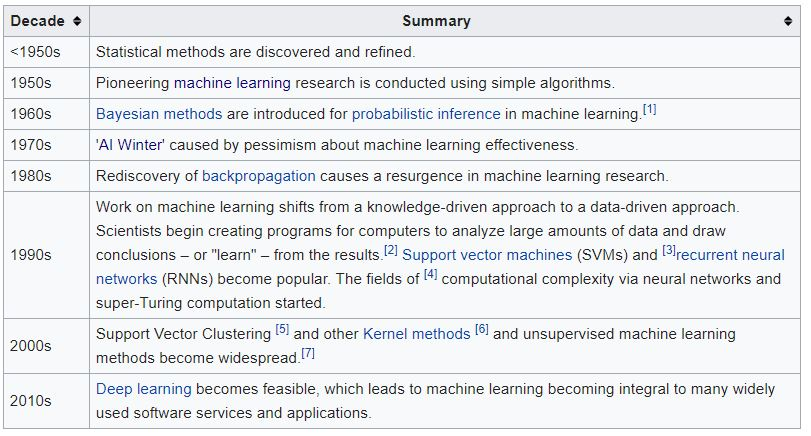 Decade Summary
<1950s Statistical methods are discovered and refined.
1950s Pioneering machine learning research is conducted using simple algorithms.
1960s Bayesian methods are introduced for probabilistic inference in machine learning.[1]
1970s 'AI Winter' caused by pessimism about machine learning effectiveness.
1980s Rediscovery of backpropagation causes a resurgence in machine learning research.
1990s Work on machine learning shifts from a knowledge-driven approach to a data-driven approach.
Scientists begin creating programs for computers to analyze large amounts of data and draw
conclusions – or "learn" – from the results.[2] Support vector machines (SVMs) and [3]recurrent neural
networks (RNNs) become popular. The fields of [4] computational complexity via neural networks and
super-Turing computation started.
2000s Support Vector Clustering [5] and other Kernel methods [6] and unsupervised machine learning
methods become widespread.[7]
2010s Deep learning becomes feasible, which leads to machine learning becoming integral to many widely
used software services and applications.